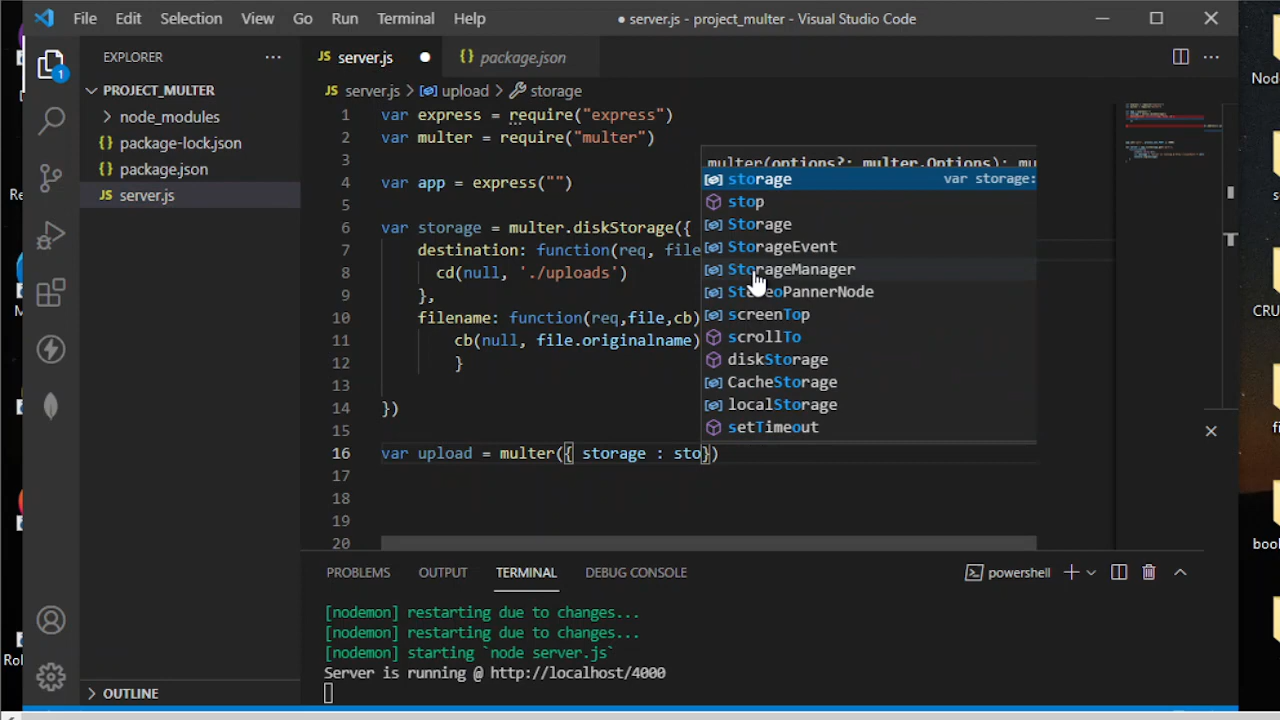 File Edit Selection View Go Run Terminal Help ● server.js - project_multer - Visual Studio Code
EXPLORER ...
JS server.js ● {} package.json ...
PROJECT_MULTER
JS server.js > upload > storage
node_modules
{} package-lock.json
{} package.json
JS server.js
1
1 var express = require("express")
2 var multer = require("multer")
3
4 var app = express("")
5
6 var storage = multer.diskStorage({
7 destination: function(req, file
8 cd(null, './uploads')
9 },
10 filename: function(req,file,cb)
11 cb(null, file.originalname)
12 }
13
14 })
15
16 var upload = multer({ storage : sto})
17
18
19
20
multer(options?: multer.Options): mu
storage var storage:
stop
Storage
StorageEvent
StorageManager
StereoPannerNode
screenTop
scrollTo
diskStorage
CacheStorage
localStorage
setTimeout
PROBLEMS OUTPUT TERMINAL DEBUG CONSOLE powershell
[nodemon] restarting due to changes...
[nodemon] restarting due to changes...
[nodemon] starting `node server.js`
Server is running @ http://localhost/4000
OUTLINE
Re
Rol
Nod
s
CRU
fi
boo